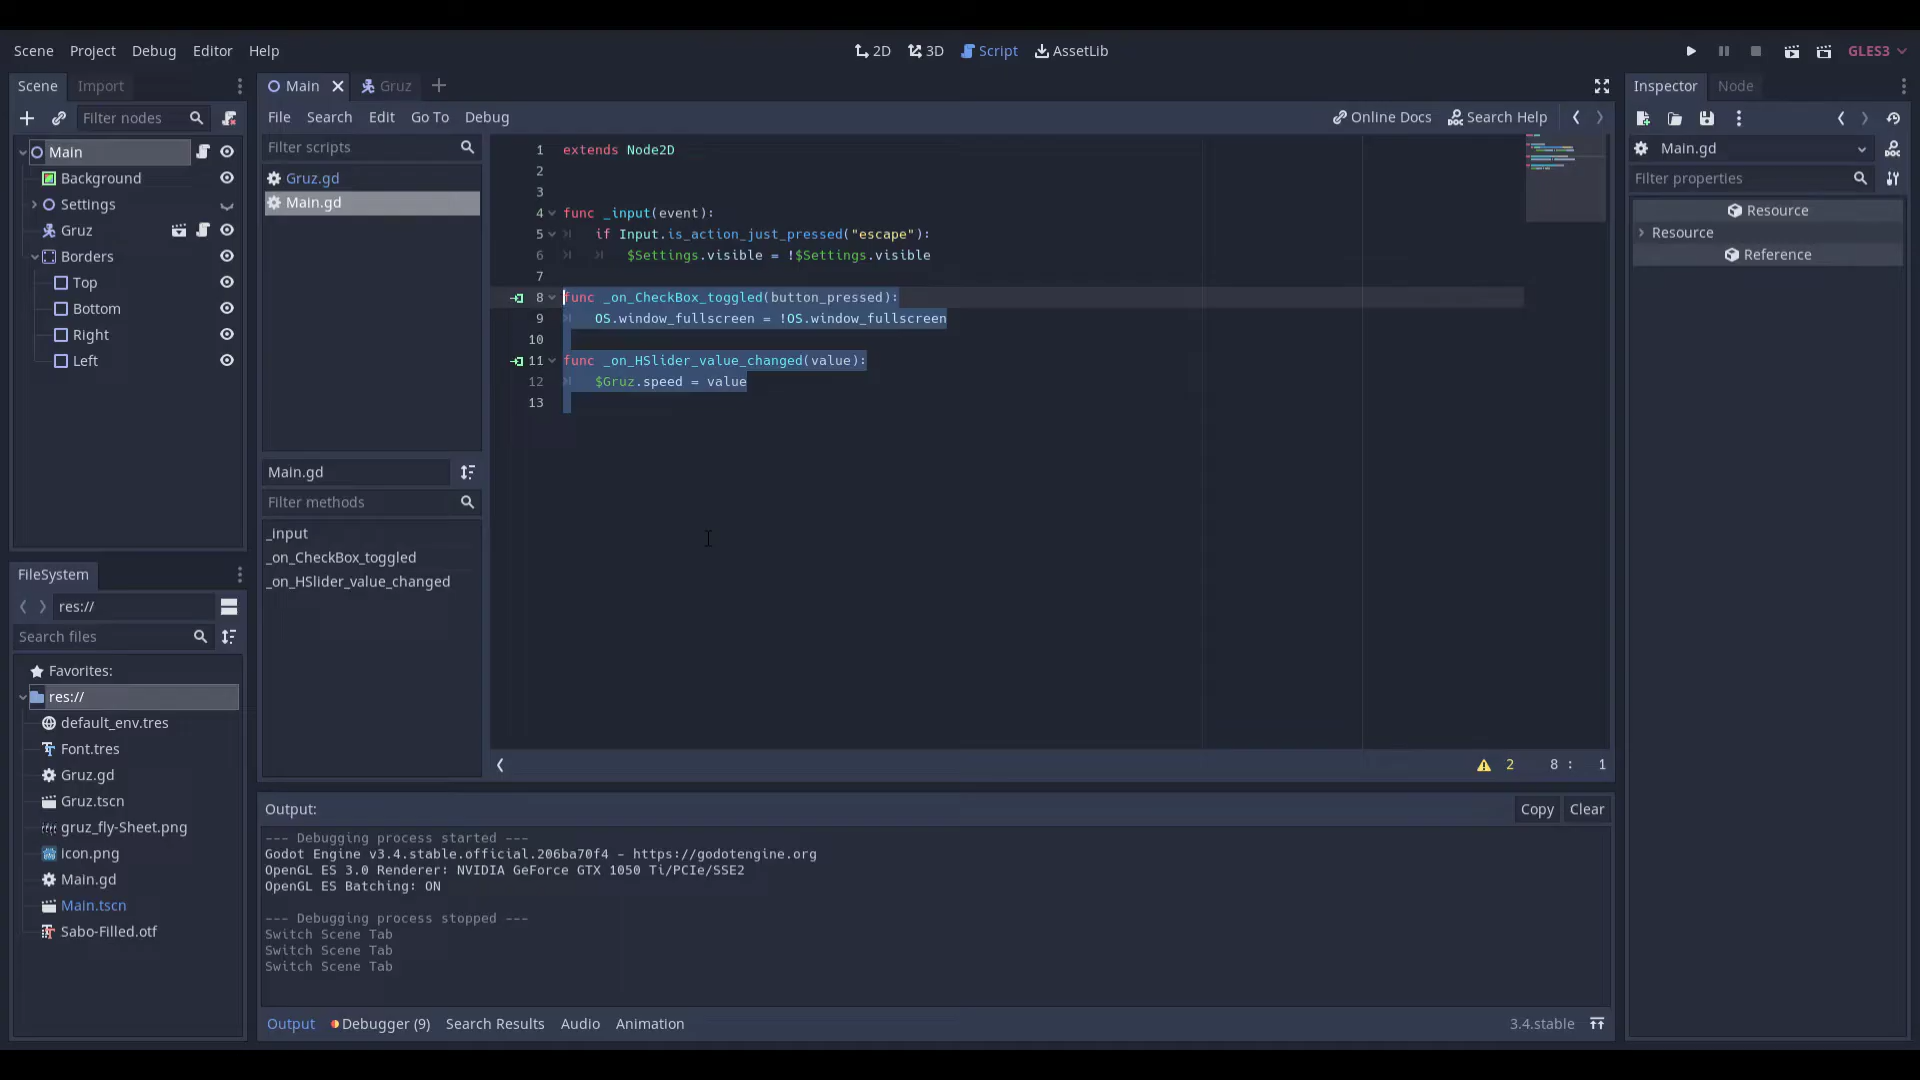 Scene Project Debug Editor Help 2D 3D Script AssetLib GLES3
Scene Import
Filter nodes
Main
Background
Settings
Gruz
Borders
Top
Bottom
Right
Left
FileSystem
res://
Search files
Favorites:
res://
default_env.tres
Font.tres
Gruz.gd
Gruz.tscn
gruz_fly-Sheet.png
icon.png
Main.gd
Main.tscn
Sabo-Filled.otf
Main Gruz
File Search Edit Go To Debug Online Docs Search Help
Filter scripts
Gruz.gd
Main.gd
Main.gd
Filter methods
_input
_on_CheckBox_toggled
_on_HSlider_value_changed
1 extends Node2D
2
3
4 func _input(event):
5 if Input.is_action_just_pressed("escape"):
6 $Settings.visible = !$Settings.visible
7
8 func _on_CheckBox_toggled(button_pressed):
9 OS.window_fullscreen = !OS.window_fullscreen
10
11 func _on_HSlider_value_changed(value):
12 $Gruz.speed = value
13
2 8 : 1
Output: Copy Clear
--- Debugging process started ---
Godot Engine v3.4.stable.official.206ba70f4 - https://godotengine.org
OpenGL ES 3.0 Renderer: NVIDIA GeForce GTX 1050 Ti/PCIe/SSE2
OpenGL ES Batching: ON
--- Debugging process stopped ---
Switch Scene Tab
Switch Scene Tab
Switch Scene Tab
Output Debugger (9) Search Results Audio Animation 3.4.stable
Inspector Node
Main.gd
Filter properties
Resource
Resource
Reference